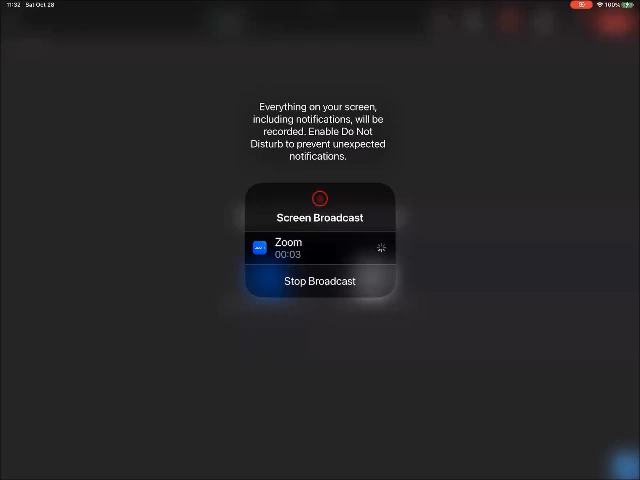 11:32 Sat Oct 28
100%
Everything on your screen,
including notifications, will be
recorded. Enable Do Not
Disturb to prevent unexpected
notifications.
Screen Broadcast
Zoom
00:03
Stop Broadcast